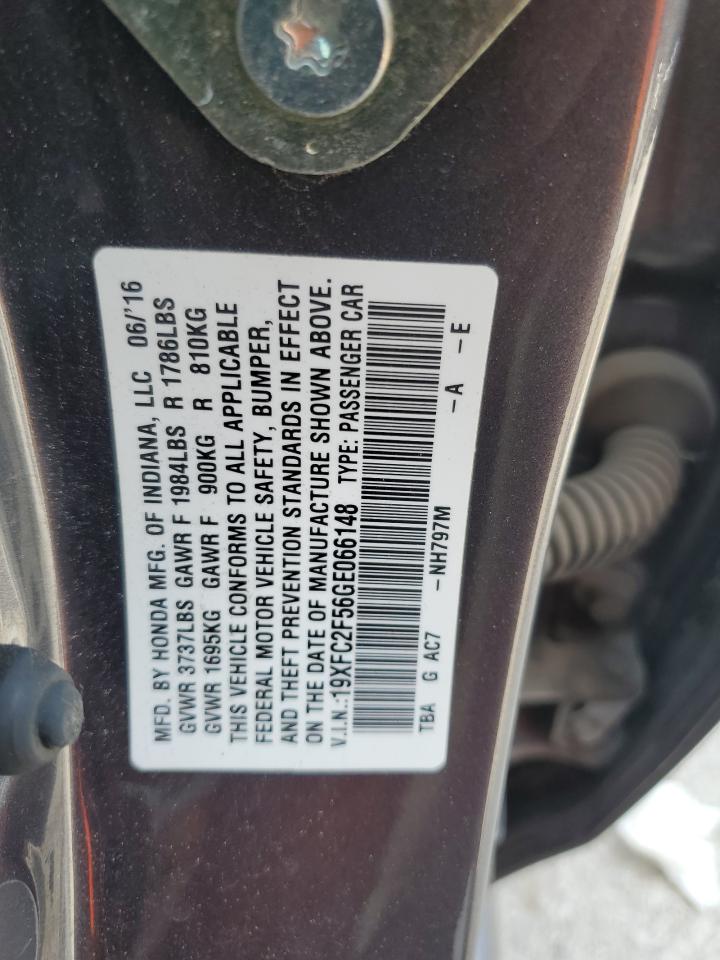 MFD. BY HONDA MFG. OF INDIANA, LLC 06/'16
GVWR 3737LBS GAWR F 1984LBS R 1786LBS
GVWR 1695KG GAWR F 900KG R 810KG
THIS VEHICLE CONFORMS TO ALL APPLICABLE
FEDERAL MOTOR VEHICLE SAFETY, BUMPER,
AND THEFT PREVENTION STANDARDS IN EFFECT
ON THE DATE OF MANUFACTURE SHOWN ABOVE.
V.I.N.:19XFC2F56GE066148 TYPE: PASSENGER CAR
TBA G AC7 –NH797M –A –E